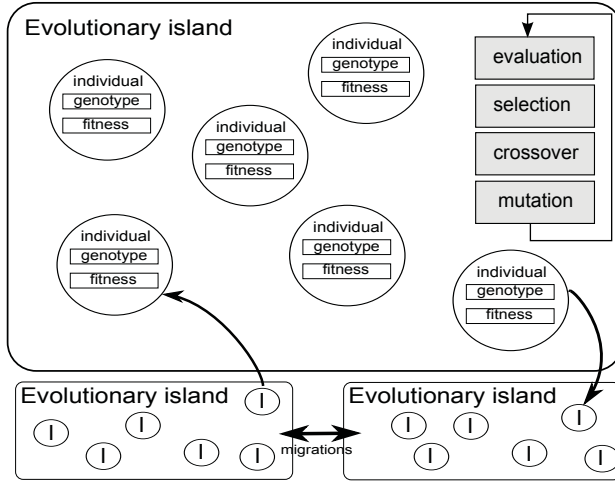 Evolutionary island
individual
genotype
fitness
individual
genotype
fitness
individual
genotype
fitness
evaluation
selection
crossover
mutation
individual
genotype
fitness
individual
genotype
fitness
individual
genotype
fitness
Evolutionary island
I
I
I
I
I
I
migrations
Evolutionary island
I
I
I
I
I
I